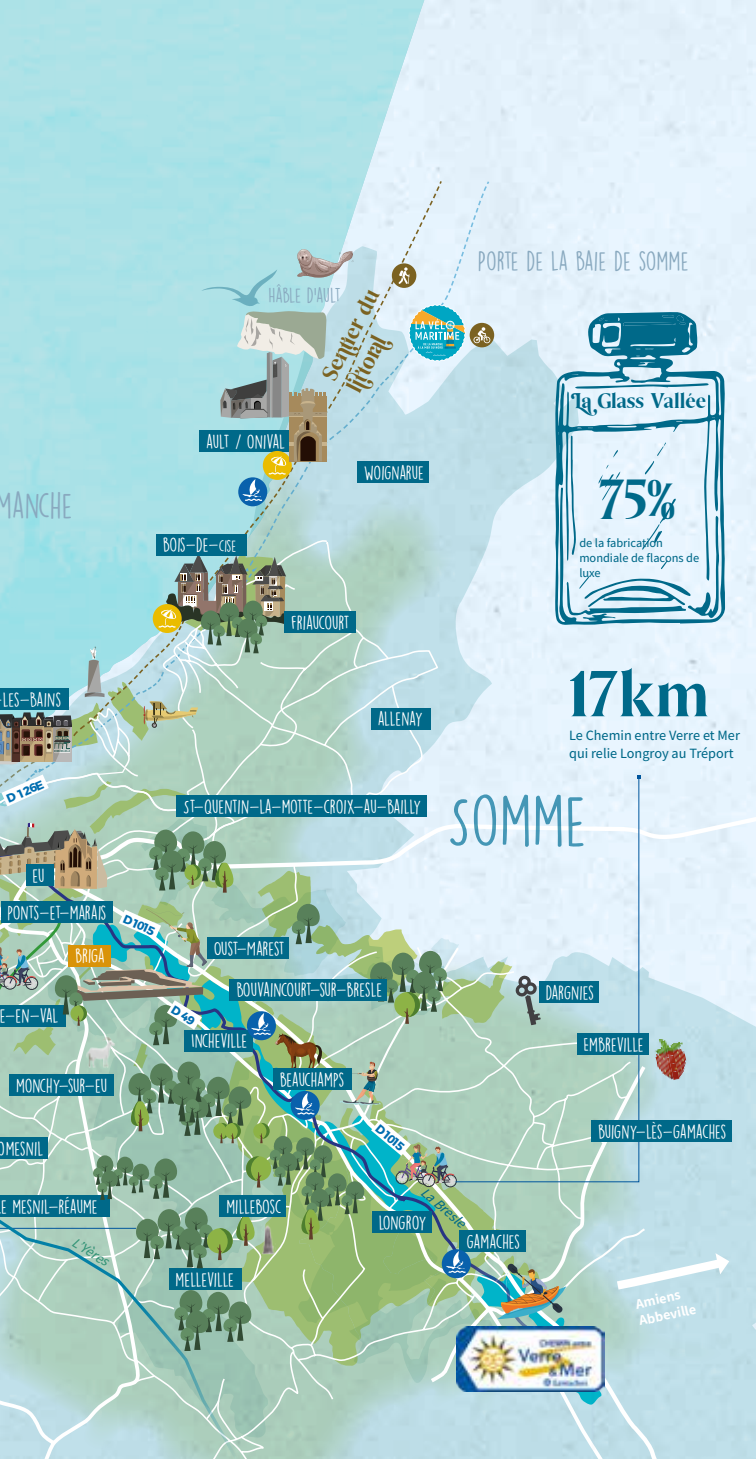 PORTE DE LA BAIE DE SOMME
HÂBLE D'AULT
Sentier du
littoral
LA VÉLO
MARITIME
La Glass Vallée
75%
de la fabrication
mondiale de flacons de
luxe
AULT / ONIVAL
WOIGNARUE
MANCHE
BOIS-DE-CISE
FRIAUCOURT
-LES-BAINS
ALLENAY
17km
Le Chemin entre Verre et Mer
qui relie Longroy au Tréport
D 126E
ST-QUENTIN-LA-MOTTE-CROIX-AU-BAILLY
SOMME
EU
PONTS-ET-MARAIS
D1015
OUST-MAREST
BRIGA
BOUVAINCOURT-SUR-BRESLE
DARGNIES
E-EN-VAL
D 49
INCHEVILLE
EMBREVILLE
BEAUCHAMPS
MONCHY-SUR-EU
D1015
BUIGNY-LÈS-GAMACHES
OMESNIL
LE MESNIL-RÉAUME
MILLEBOSC
La Bresle
LONGROY
GAMACHES
L'Yères
MELLEVILLE
Amiens
Abbeville
CHEMIN entre
Verre
& Mer
Gamaches